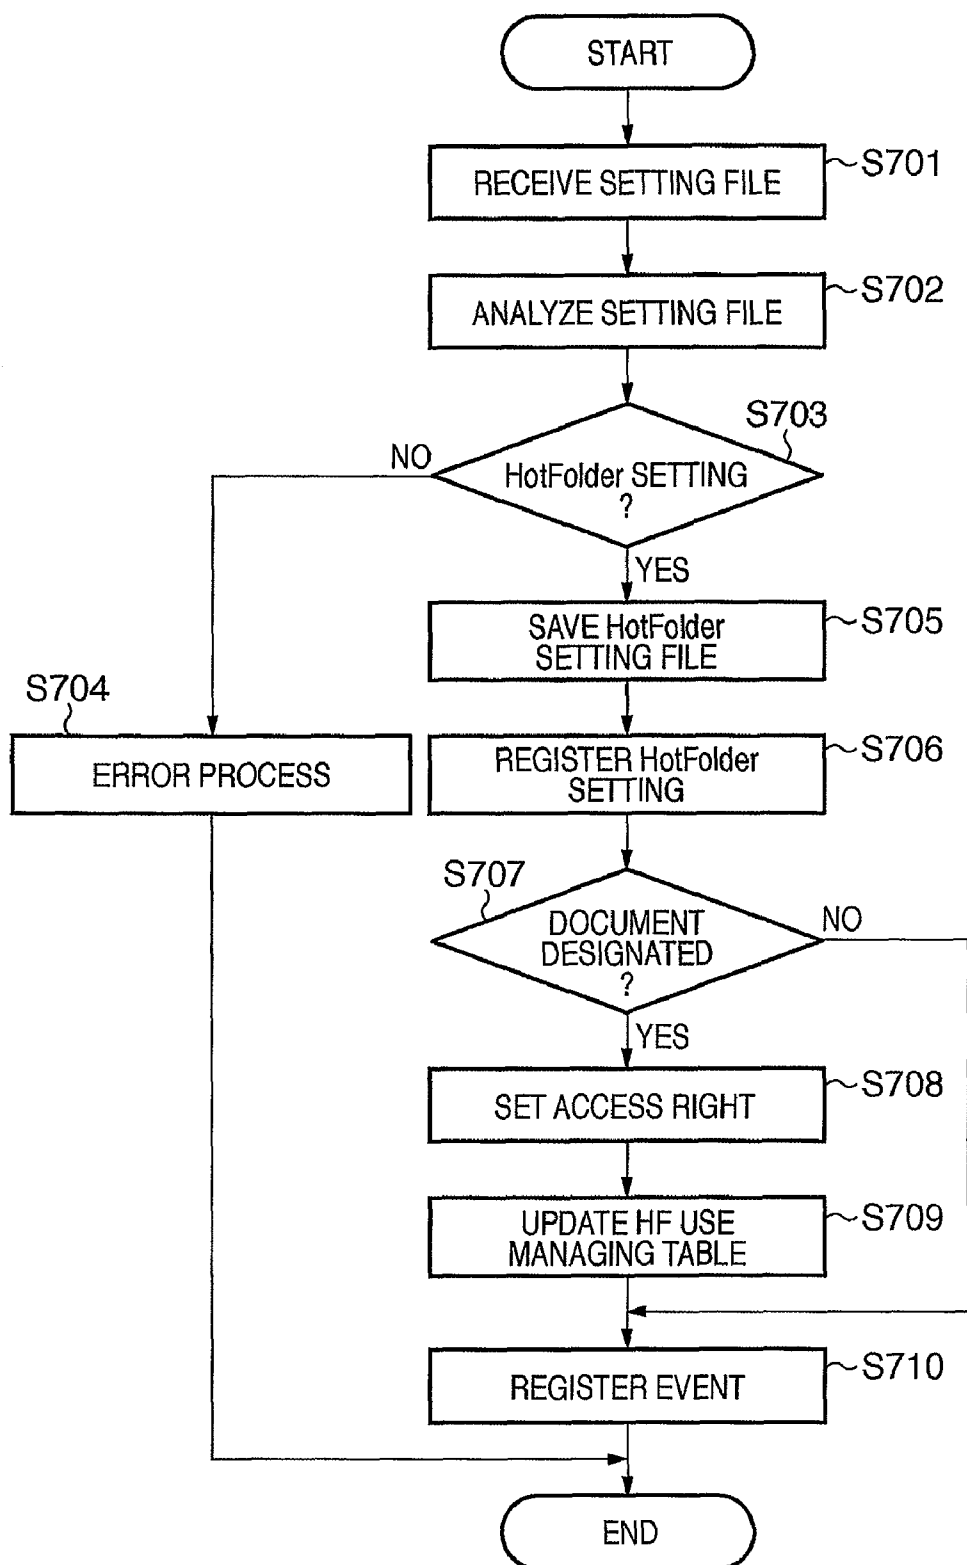 START
RECEIVE SETTING FILE
S701
ANALYZE SETTING FILE
S702
S703
NO
HotFolder SETTING
?
YES
SAVE HotFolder
SETTING FILE
S705
S704
ERROR PROCESS
REGISTER HotFolder
SETTING
S706
S707
DOCUMENT
DESIGNATED
?
NO
YES
SET ACCESS RIGHT
S708
UPDATE HF USE
MANAGING TABLE
S709
REGISTER EVENT
S710
END